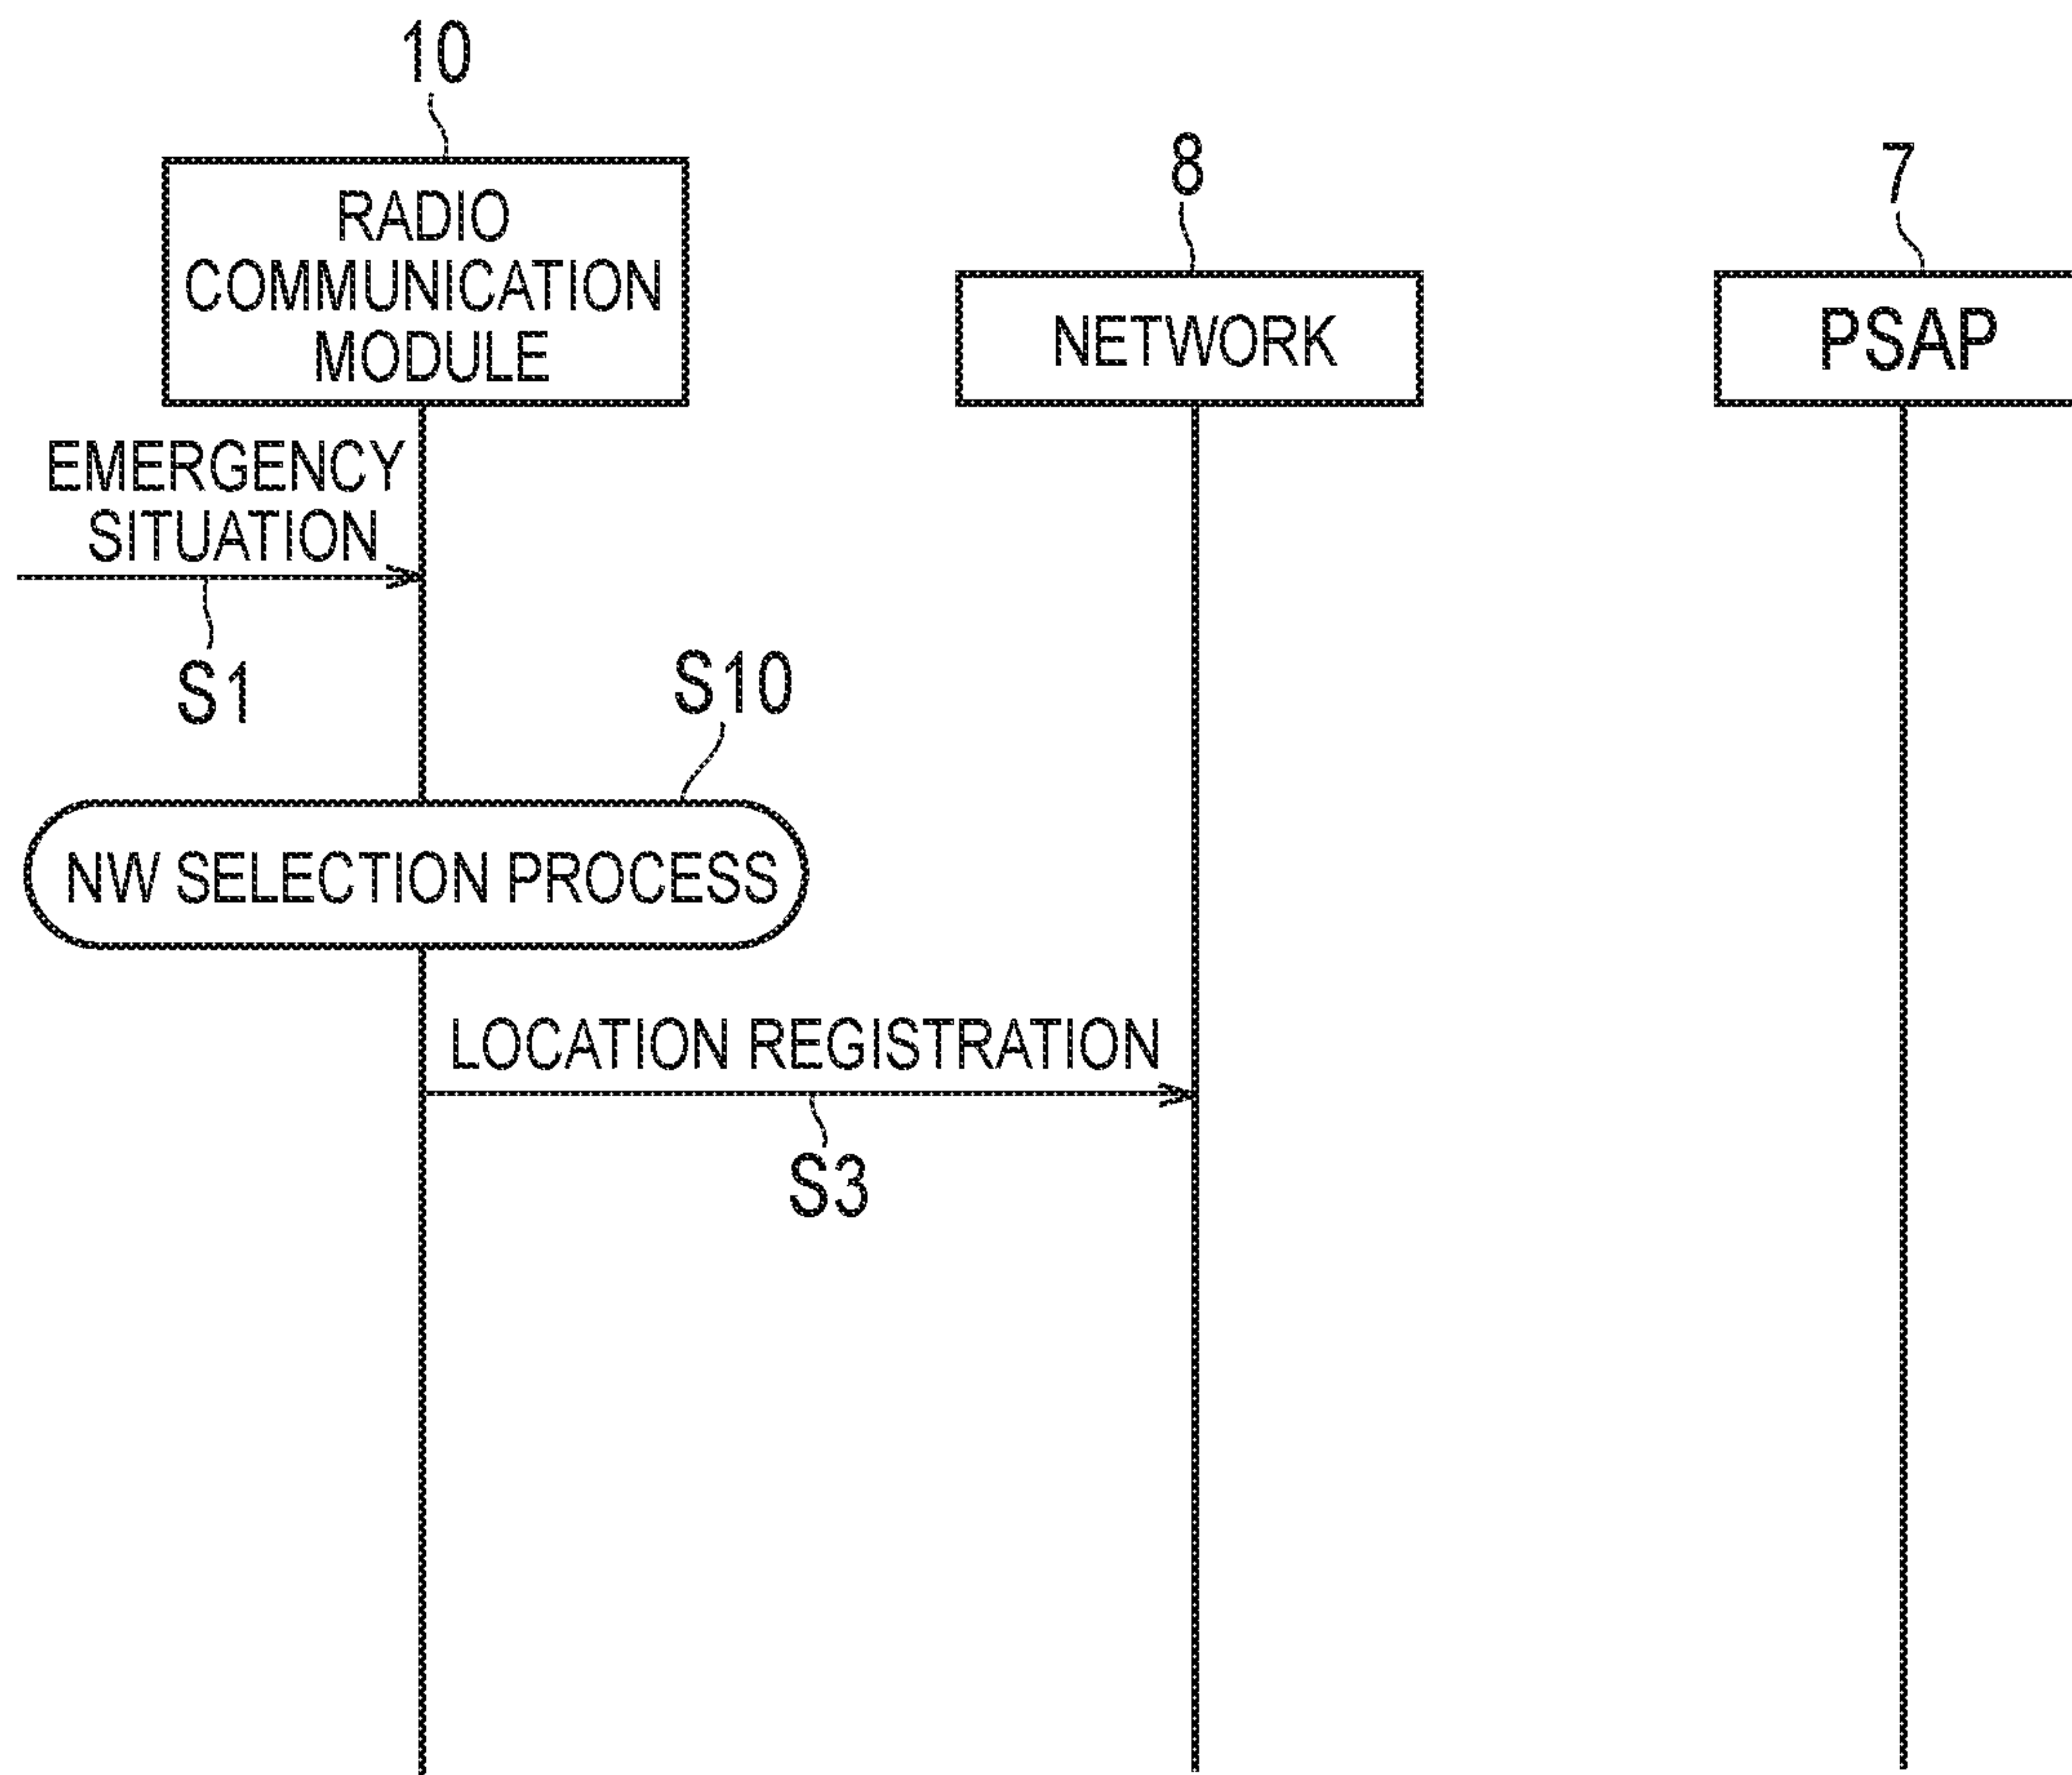 10
RADIO
COMMUNICATION
MODULE
8
NETWORK
7
PSAP
EMERGENCY
SITUATION
S1
S10
NW SELECTION PROCESS
LOCATION REGISTRATION
S3